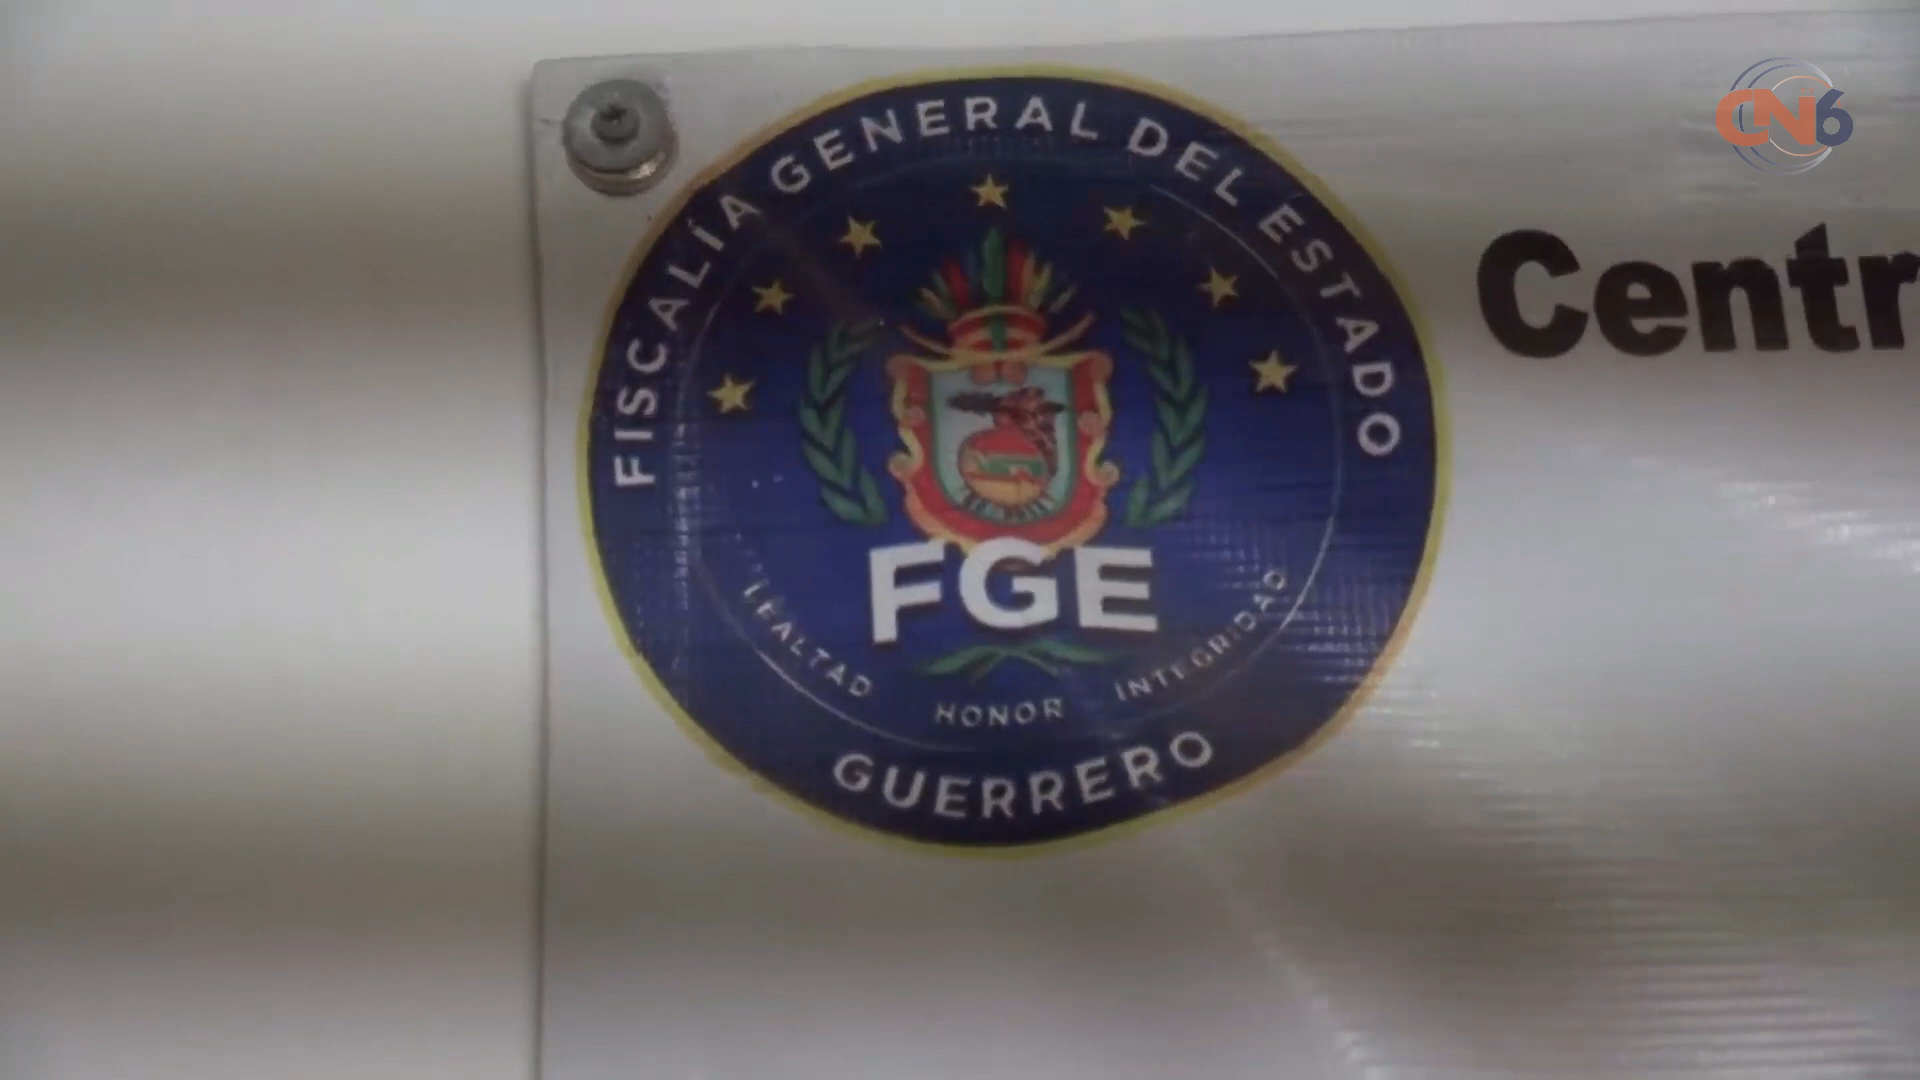 CN6
FISCALÍA GENERAL DEL ESTADO
Centr
FGE
LEALTAD HONOR INTEGRIDAD
GUERRERO